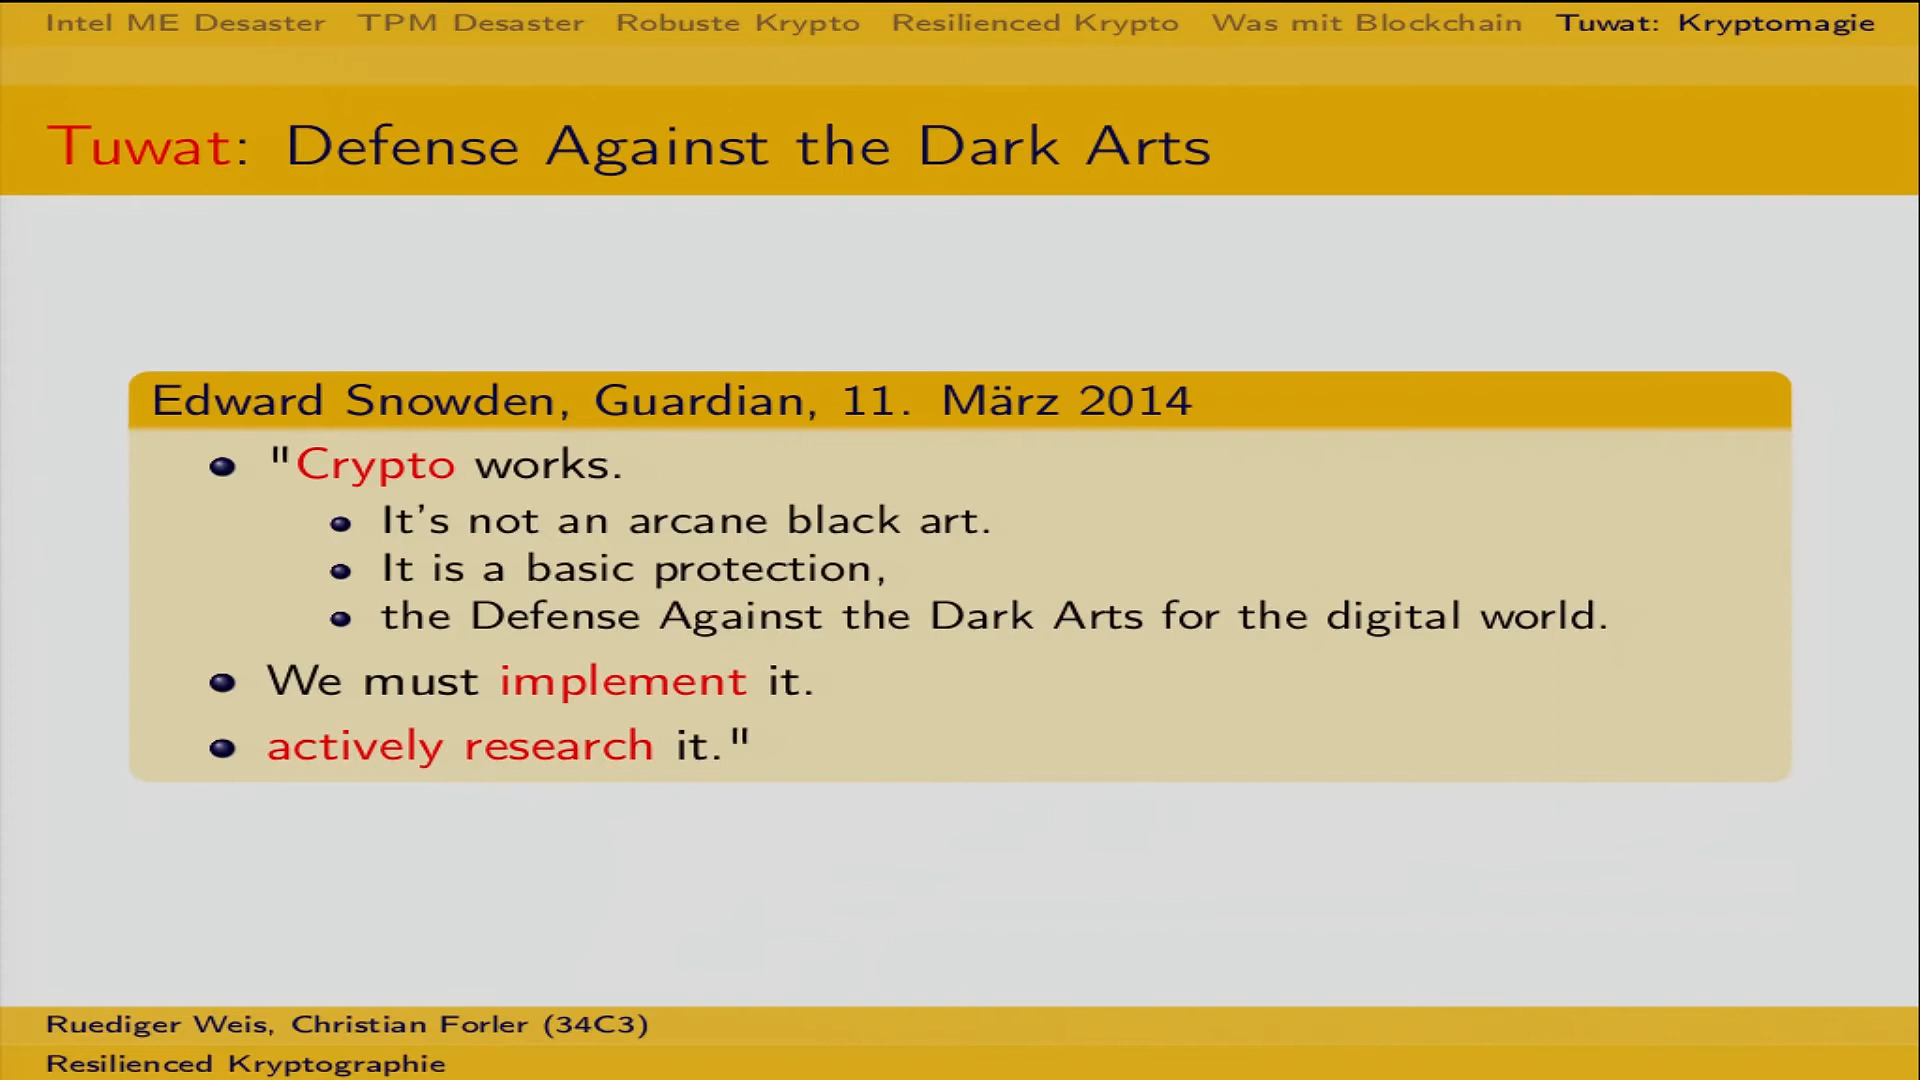 Intel ME Desaster TPM Desaster Robuste Krypto Resilienced Krypto Was mit Blockchain Tuwat: Kryptomagie
Tuwat: Defense Against the Dark Arts
Edward Snowden, Guardian, 11. März 2014
"Crypto works.
It's not an arcane black art.
It is a basic protection,
the Defense Against the Dark Arts for the digital world.
We must implement it.
actively research it."
Ruediger Weis, Christian Forler (34C3)
Resilienced Kryptographie